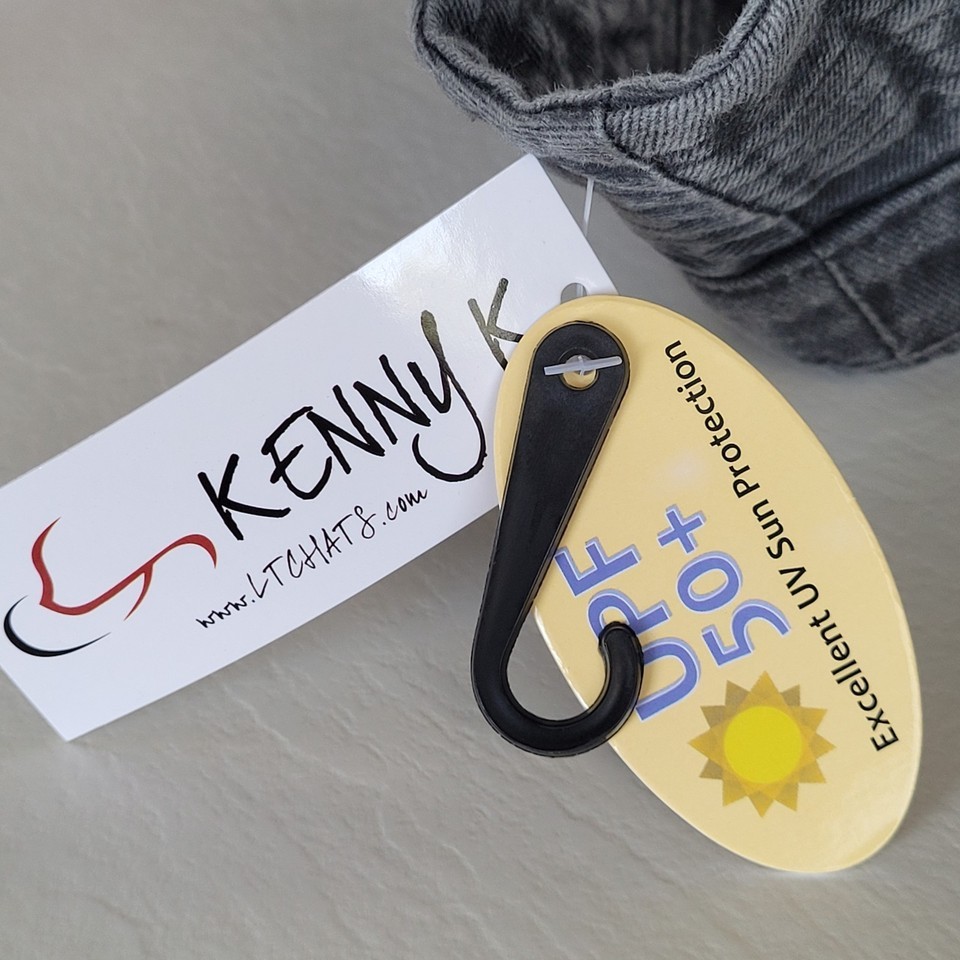 KENNY K
www.LTCHATS.com
UPF
50+
Excellent UV Sun Protection